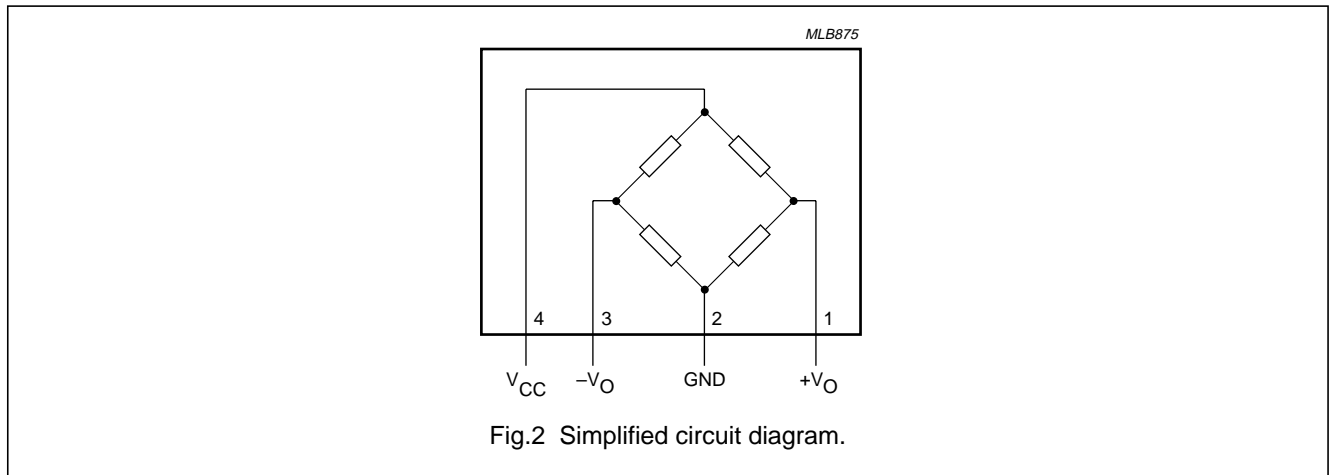 MLB875
4 3 2 1
VCC –VO GND +VO
Fig.2 Simplified circuit diagram.